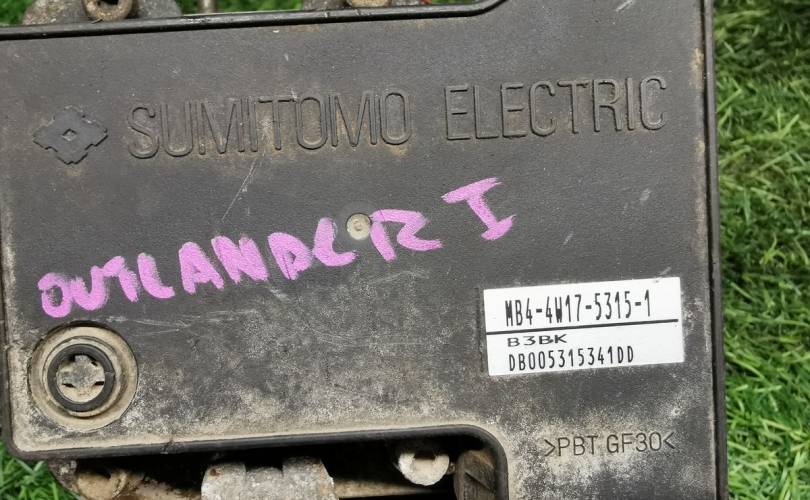 SUMITOMO ELECTRIC
OUTLANDER I
MB4-4W17-5315-1
B3BK
DB005315341DD
>PBT GF30<